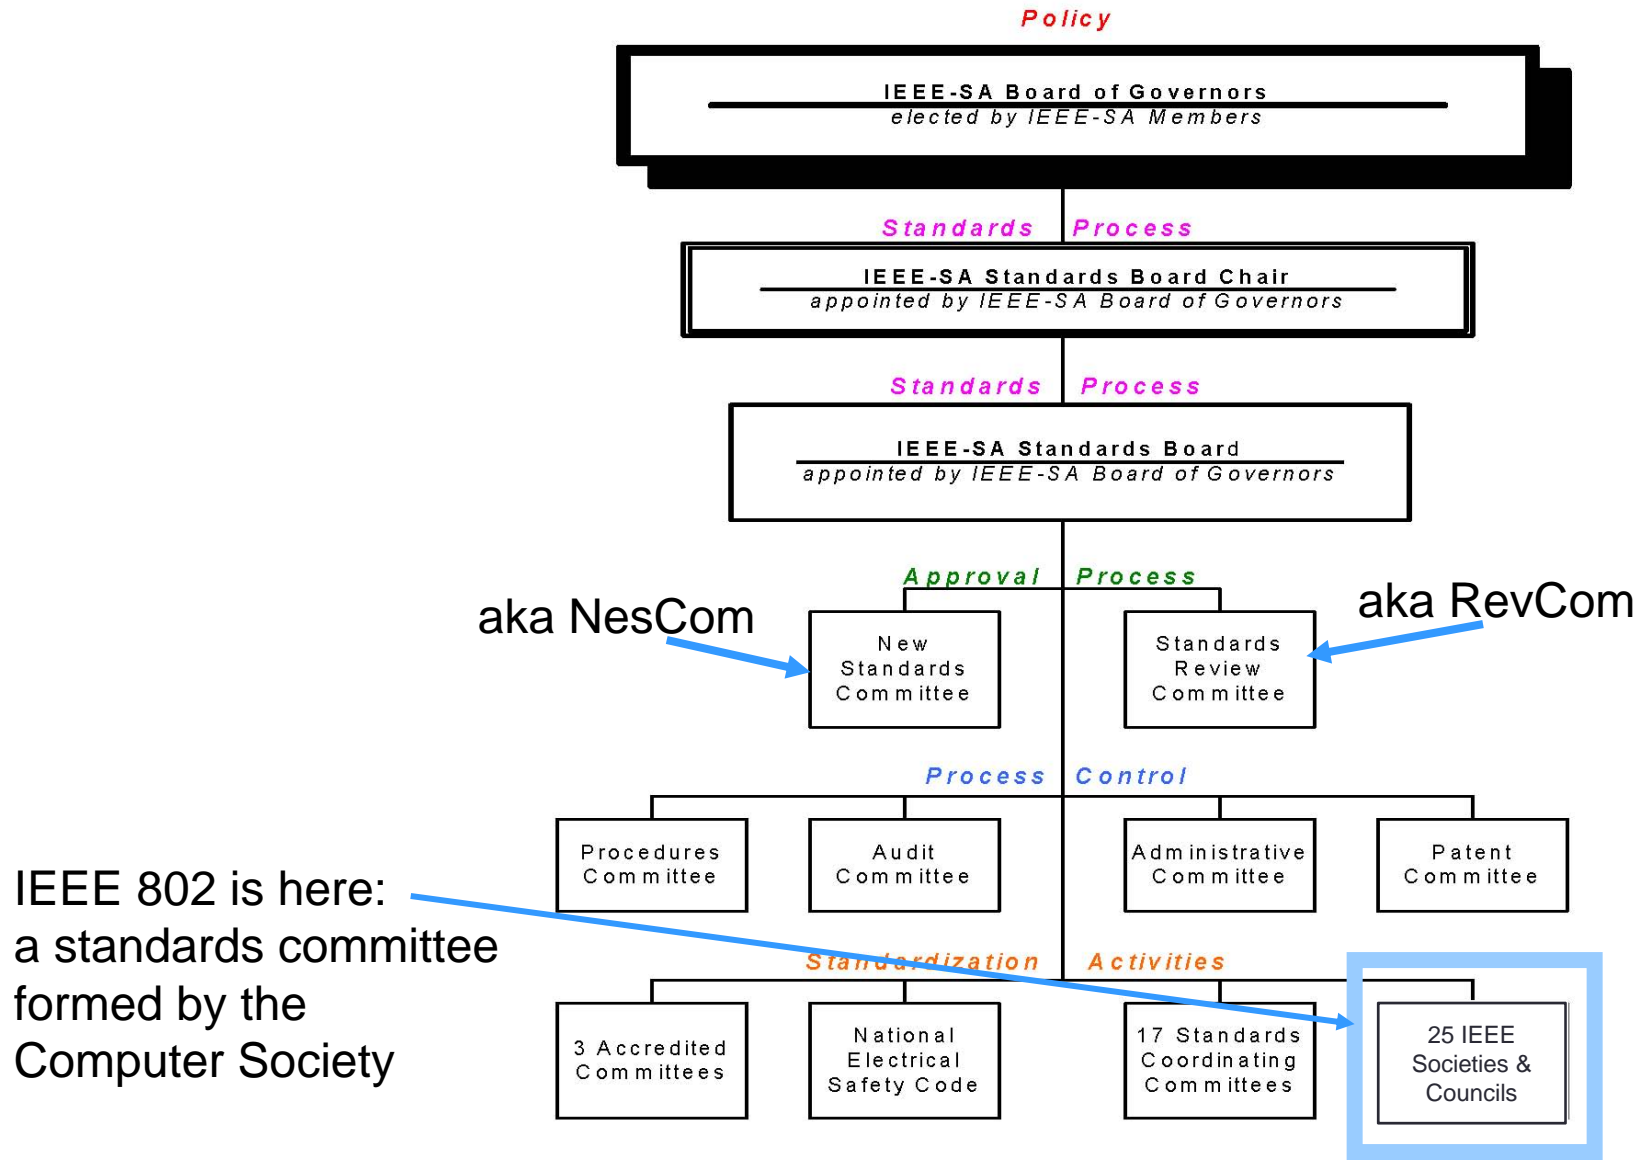 Policy
IEEE-SA Board of Governors
elected by IEEE-SA Members
Standards Process
IEEE-SA Standards Board Chair
appointed by IEEE-SA Board of Governors
Standards Process
IEEE-SA Standards Board
appointed by IEEE-SA Board of Governors
Approval Process
aka NesCom
aka RevCom
New
Standards
Committee
Standards
Review
Committee
Process Control
Procedures
Committee
Audit
Committee
Administrative
Committee
Patent
Committee
IEEE 802 is here:
a standards committee
formed by the
Computer Society
Standardization Activities
3 Accredited
Committees
National
Electrical
Safety Code
17 Standards
Coordinating
Committees
25 IEEE
Societies &
Councils